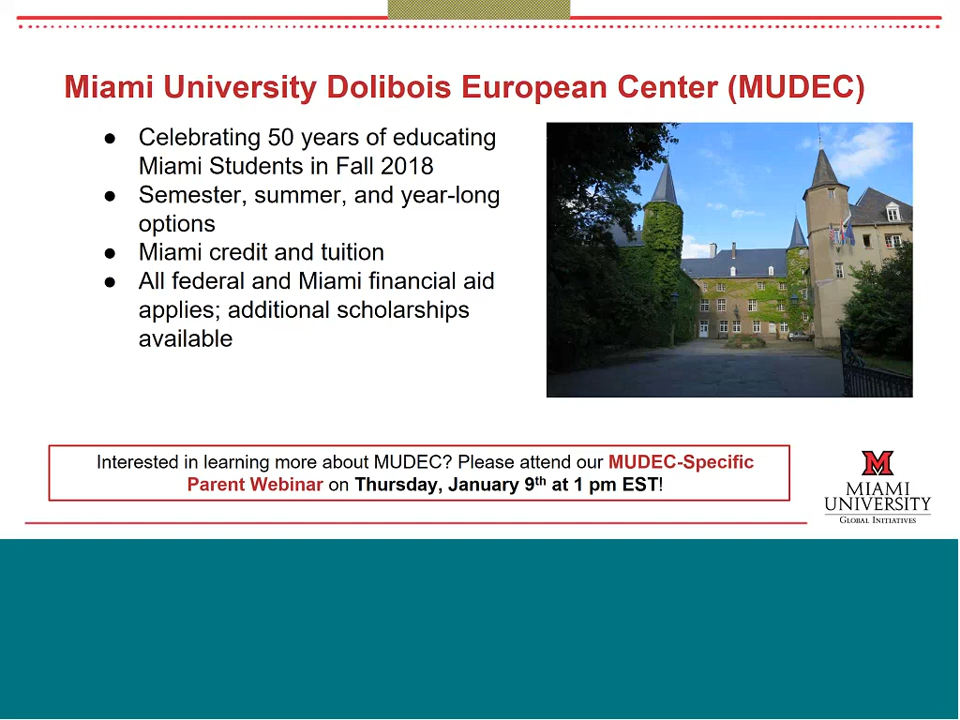 Miami University Dolibois European Center (MUDEC)
● Celebrating 50 years of educating
Miami Students in Fall 2018
● Semester, summer, and year-long
options
● Miami credit and tuition
● All federal and Miami financial aid
applies; additional scholarships
available
Interested in learning more about MUDEC? Please attend our MUDEC-Specific
Parent Webinar on Thursday, January 9th at 1 pm EST!
M
MIAMI
UNIVERSITY
GLOBAL INITIATIVES